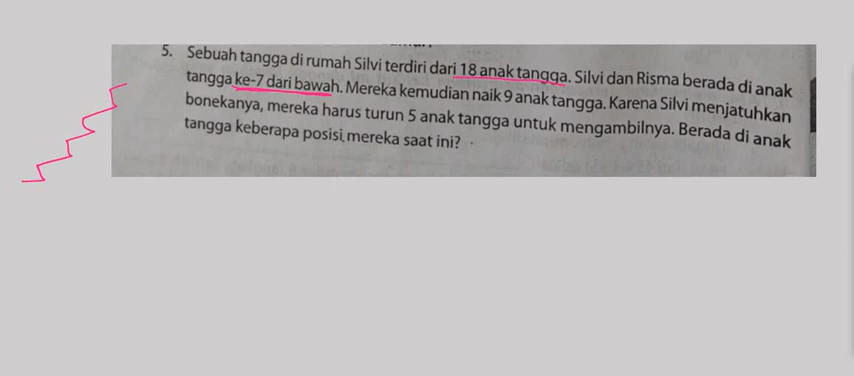 5. Sebuah tangga di rumah Silvi terdiri dari 18 anak tangga. Silvi dan Risma berada di anak
tangga ke-7 dari bawah. Mereka kemudian naik 9 anak tangga. Karena Silvi menjatuhkan
bonekanya, mereka harus turun 5 anak tangga untuk mengambilnya. Berada di anak
tangga keberapa posisi mereka saat ini?